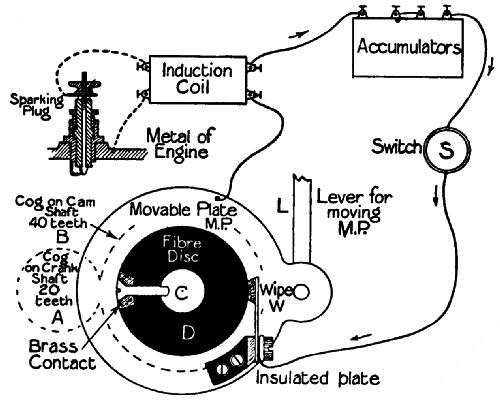 Induction
Coil
Accumulators
Sparking
Plug
Metal of
Engine
Switch
S
Cog on Cam
Shaft
40 teeth
B
Movable Plate
M.P.
L
Lever for
moving
M.P.
Fibre
Disc
Cog
on Crank
Shaft
20
teeth
A
C
Wipe
W
D
Brass
Contact
Insulated plate